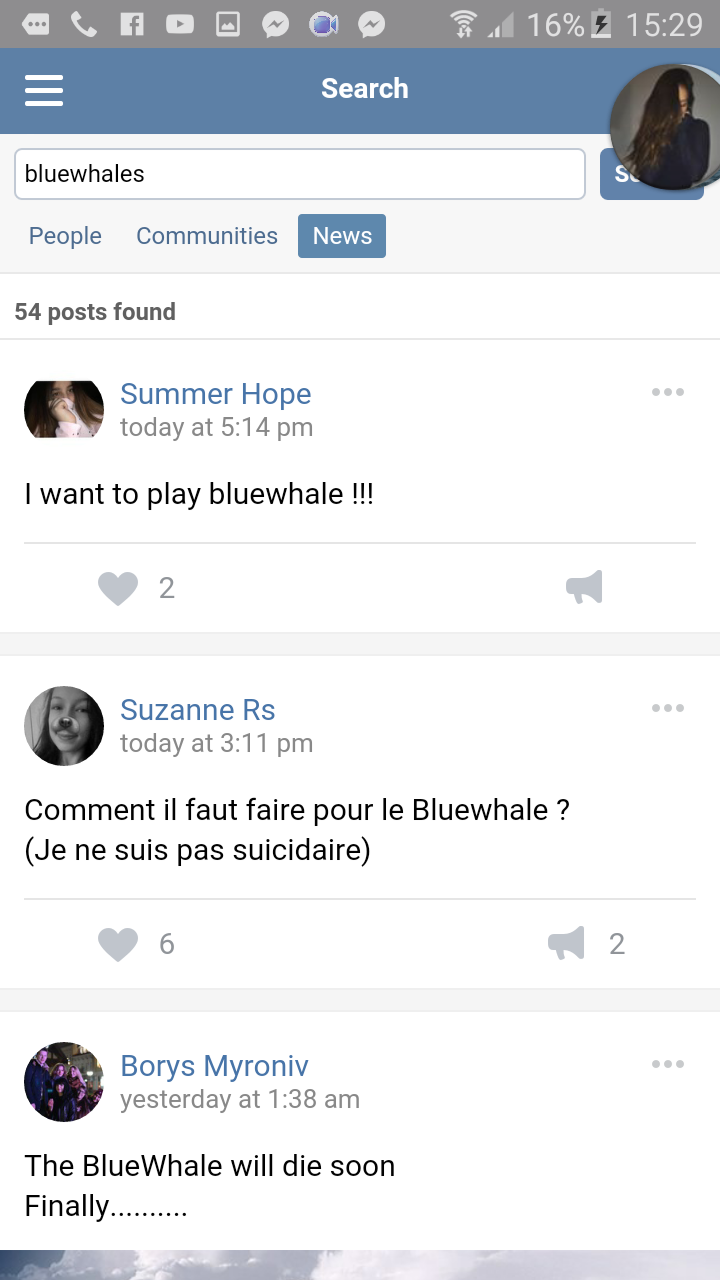 16% 15:29
Search
bluewhales
People Communities News
54 posts found
Summer Hope
today at 5:14 pm
I want to play bluewhale !!!
2
Suzanne Rs
today at 3:11 pm
Comment il faut faire pour le Bluewhale ?
(Je ne suis pas suicidaire)
6 2
Borys Myroniv
yesterday at 1:38 am
The BlueWhale will die soon
Finally..........